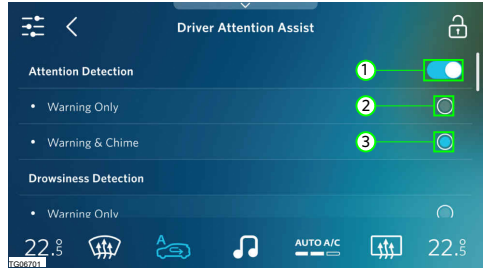 Driver Attention Assist
Attention Detection
1
• Warning Only
2
• Warning & Chime
3
Drowsiness Detection
• Warning Only
22.5° A AUTO A/C 22.5°
TG06701